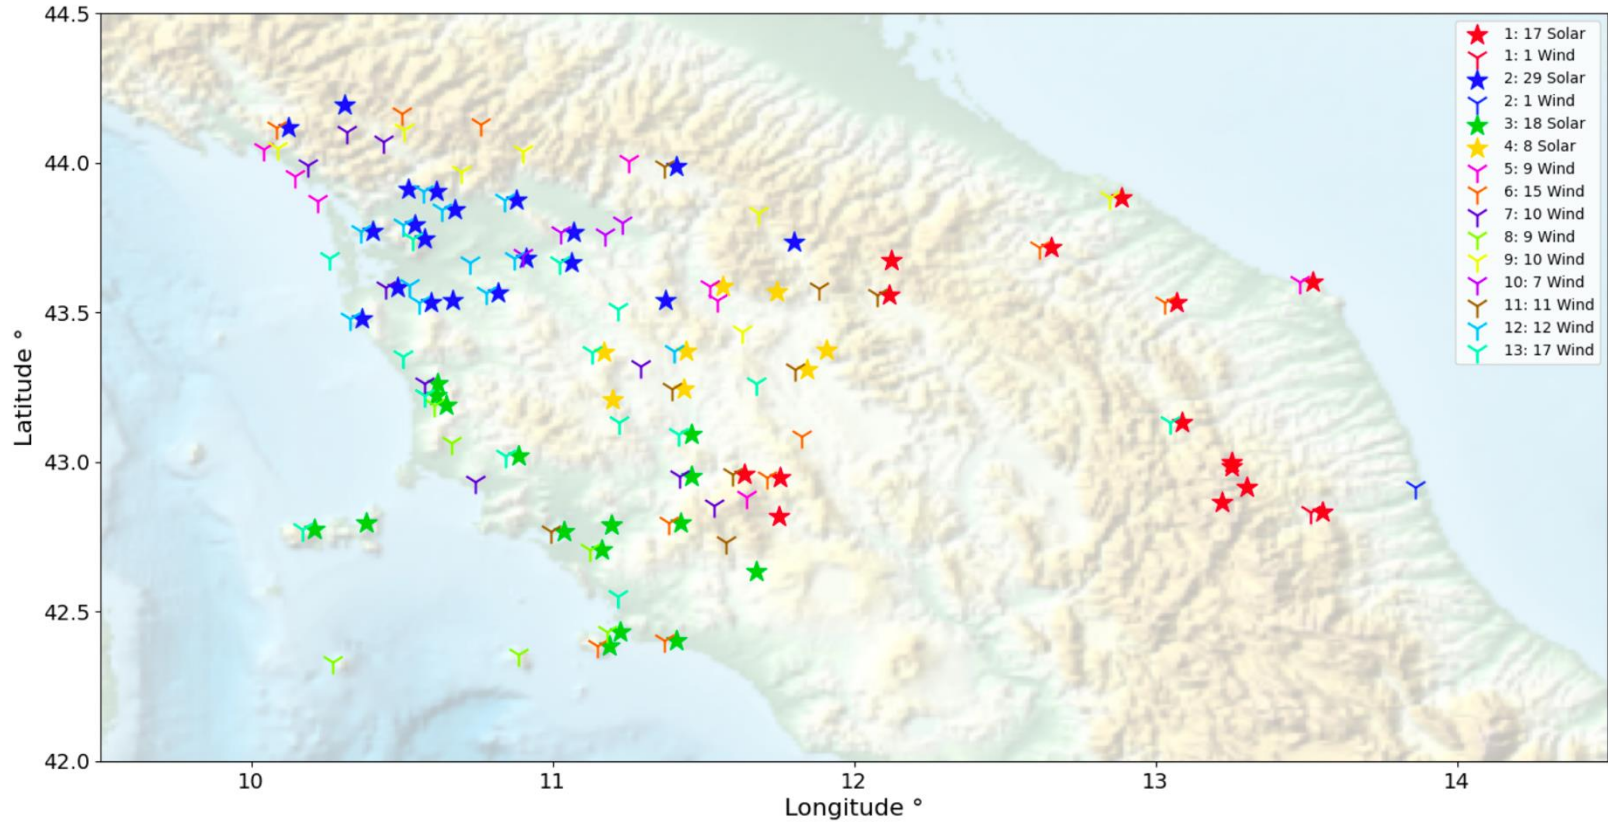 44.5
44.0
43.5
43.0
42.5
42.0
Latitude °
10
11
12
13
14
Longitude °
1: 17 Solar
1: 1 Wind
2: 29 Solar
2: 1 Wind
3: 18 Solar
4: 8 Solar
5: 9 Wind
6: 15 Wind
7: 10 Wind
8: 9 Wind
9: 10 Wind
10: 7 Wind
11: 11 Wind
12: 12 Wind
13: 17 Wind